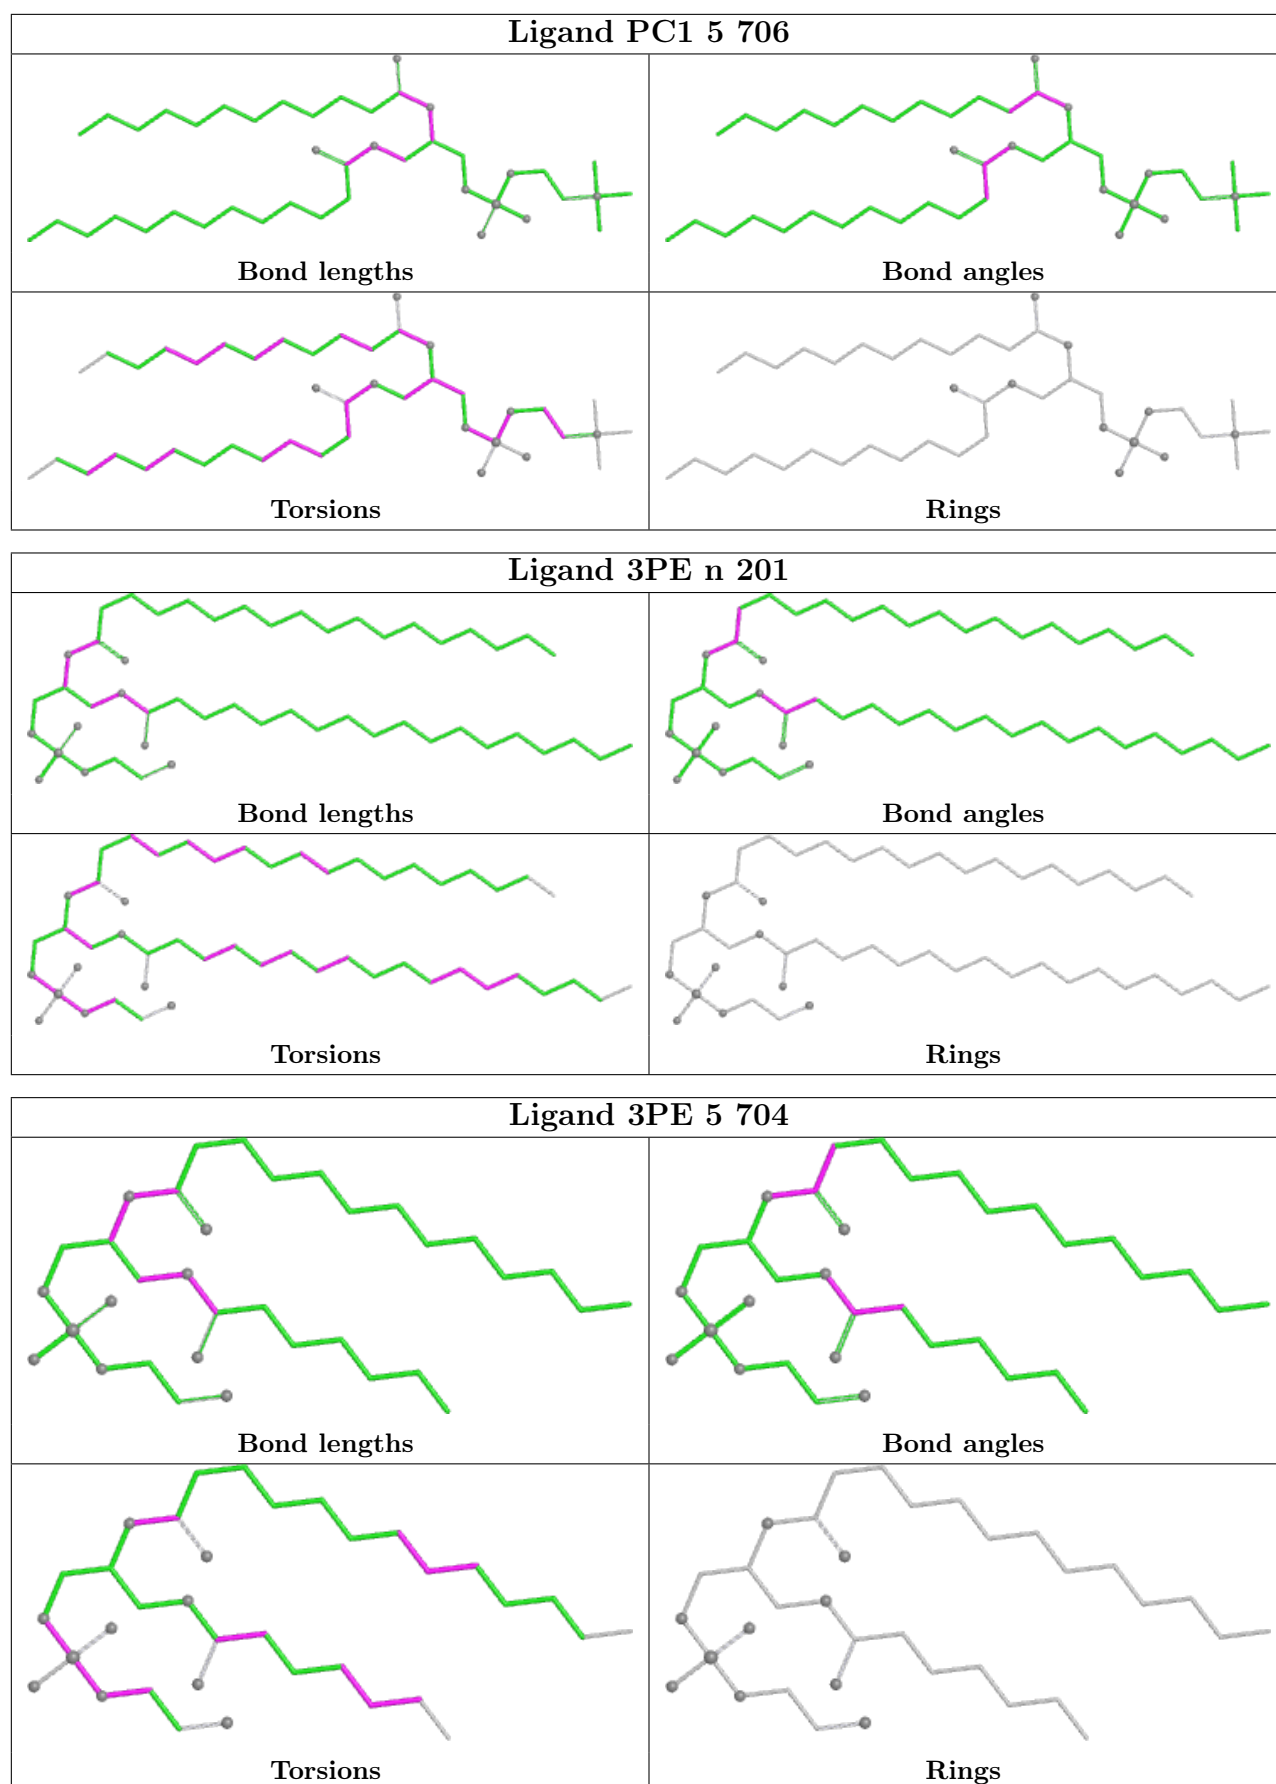 Ligand PC1 5 706
Bond lengths
Bond angles
Torsions
Rings
Ligand 3PE n 201
Bond lengths
Bond angles
Torsions
Rings
Ligand 3PE 5 704
Bond lengths
Bond angles
Torsions
Rings